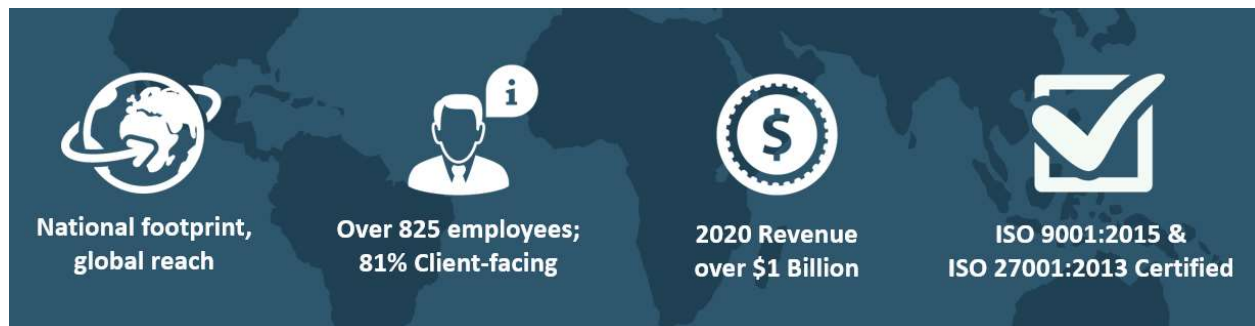 i
National footprint,
global reach
Over 825 employees;
81% Client-facing
$
2020 Revenue
over $1 Billion
ISO 9001:2015 &
ISO 27001:2013 Certified